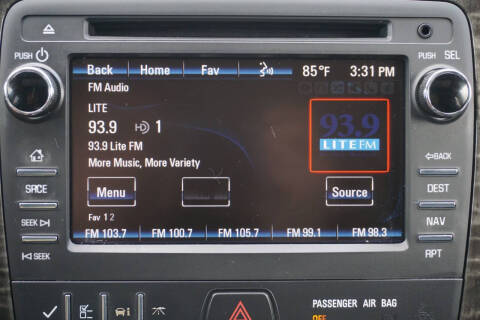 PUSH SEL
PUSH
Back Home Fav 85°F 3:31 PM
FM Audio
LITE
93.9 HD 1
93.9 Lite FM
More Music, More Variety
93.9
LITE FM
Menu Source
Fav 1 2
FM 103.7 FM 100.7 FM 105.7 FM 99.1 FM 98.3
SRCE
SEEK
SEEK
BACK
DEST
NAV
RPT
PASSENGER AIR BAG
OFF